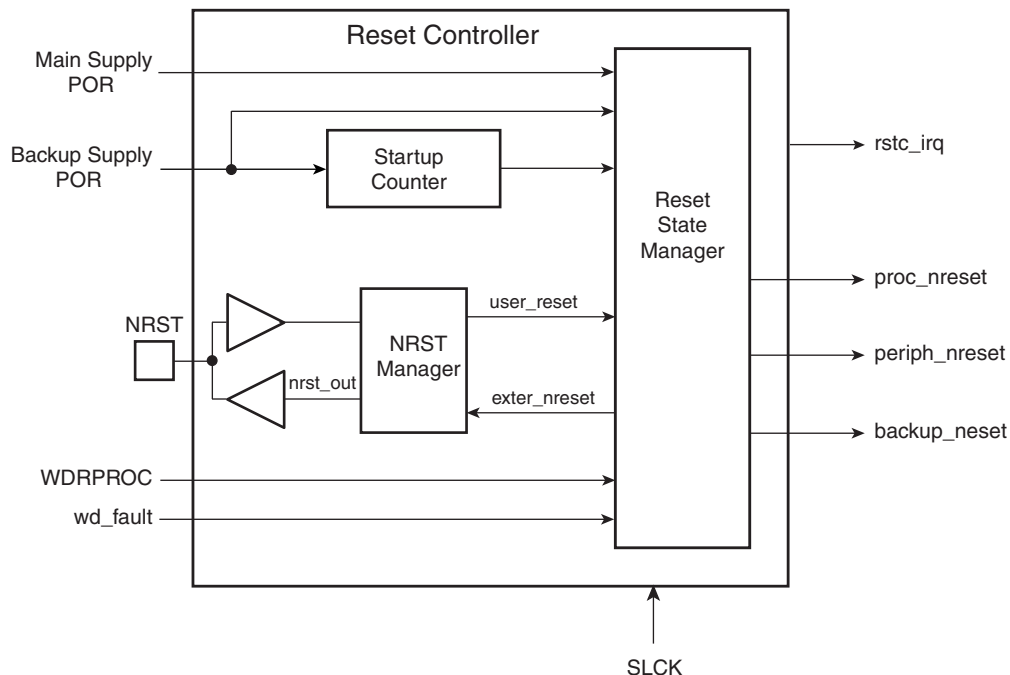 Reset Controller
Main Supply
POR
Backup Supply
POR
Startup
Counter
Reset
State
Manager
rstc_irq
proc_nreset
periph_nreset
backup_neset
NRST
nrst_out
NRST
Manager
user_reset
exter_nreset
WDRPROC
wd_fault
SLCK